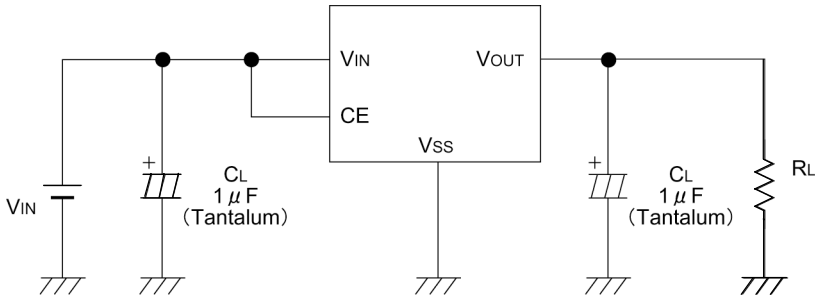 VIN
VOUT
CE
VSS
+
CL
1μF
(Tantalum)
VIN
+
CL
1μF
(Tantalum)
RL